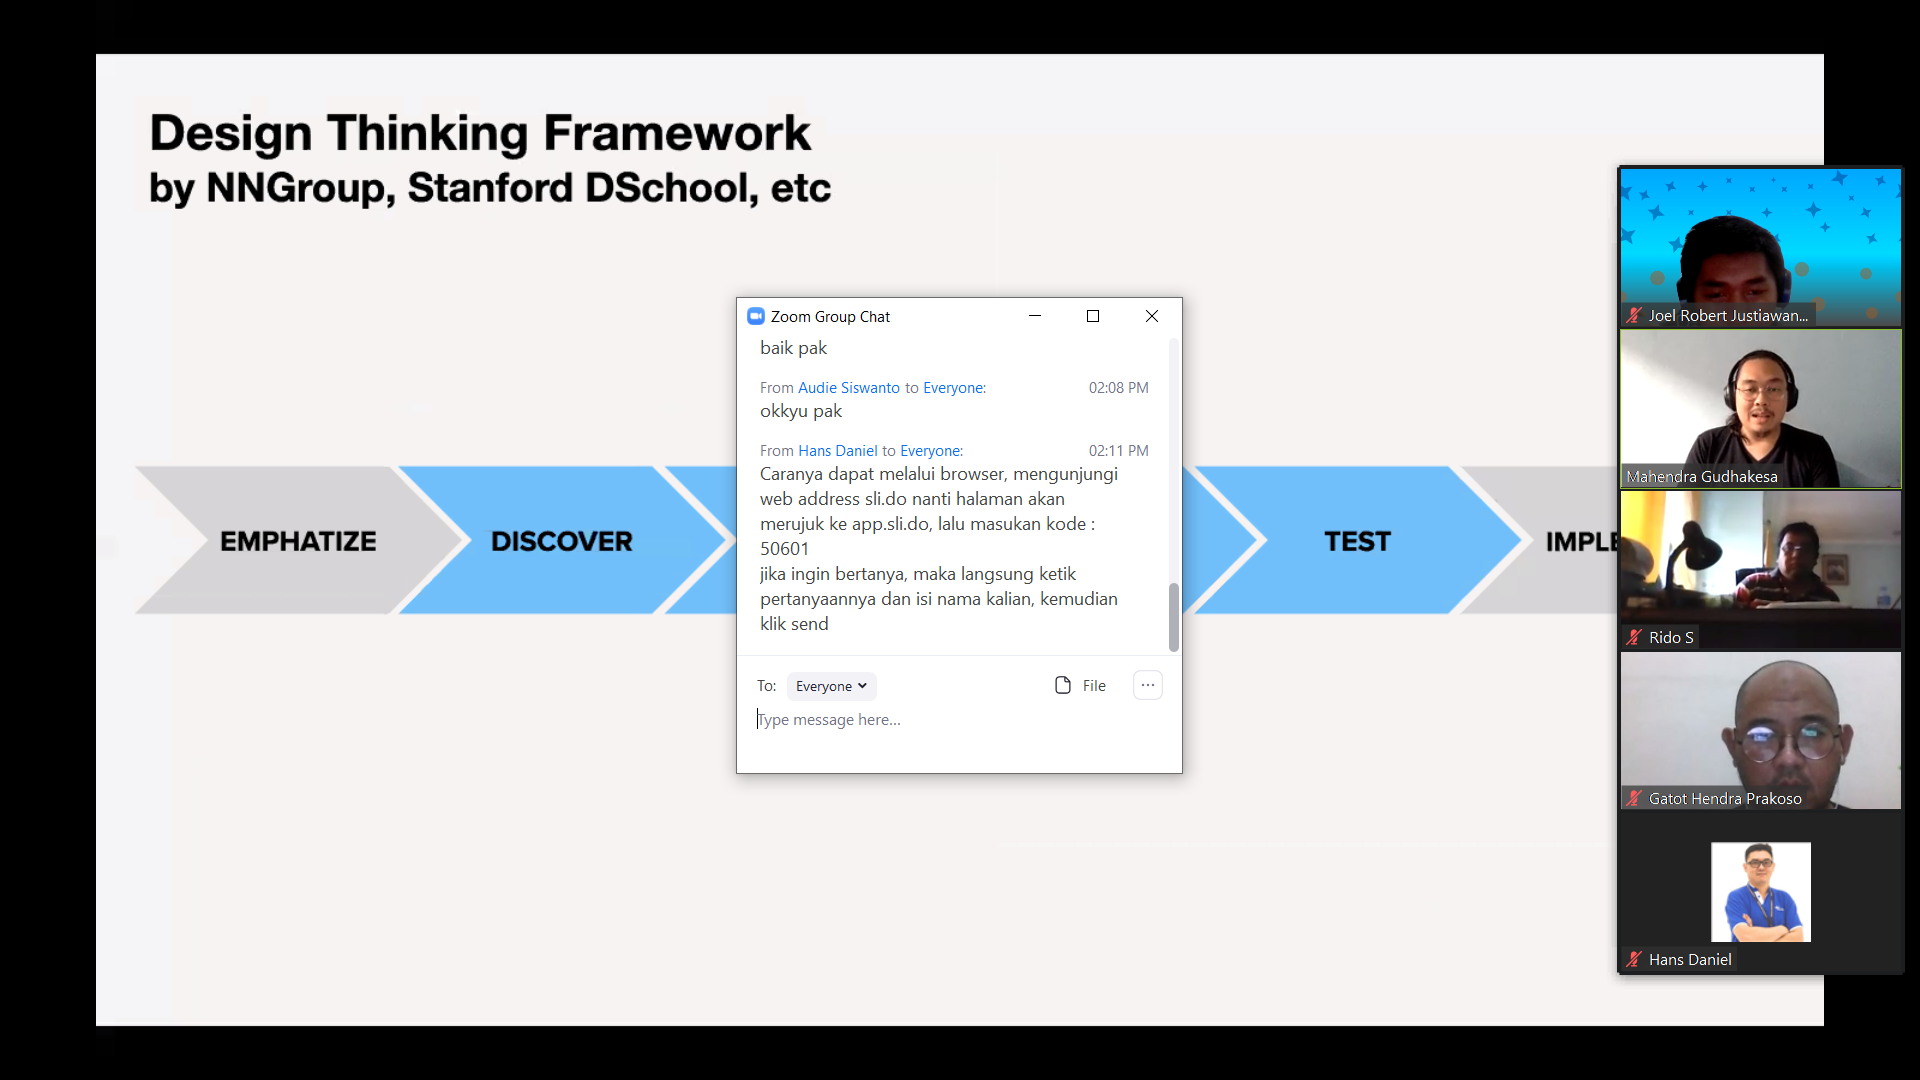 Design Thinking Framework
by NNGroup, Stanford DSchool, etc
EMPHATIZE
DISCOVER
TEST
IMPLE
Zoom Group Chat
baik pak
From Audie Siswanto to Everyone: 02:08 PM
okkyu pak
From Hans Daniel to Everyone: 02:11 PM
Caranya dapat melalui browser, mengunjungi
web address sli.do nanti halaman akan
merujuk ke app.sli.do, lalu masukan kode :
50601
jika ingin bertanya, maka langsung ketik
pertanyaannya dan isi nama kalian, kemudian
klik send
To: Everyone File ...
Type message here...
Joel Robert Justiawan...
Mahendra Gudhakesa
Rido S
Gatot Hendra Prakoso
Hans Daniel